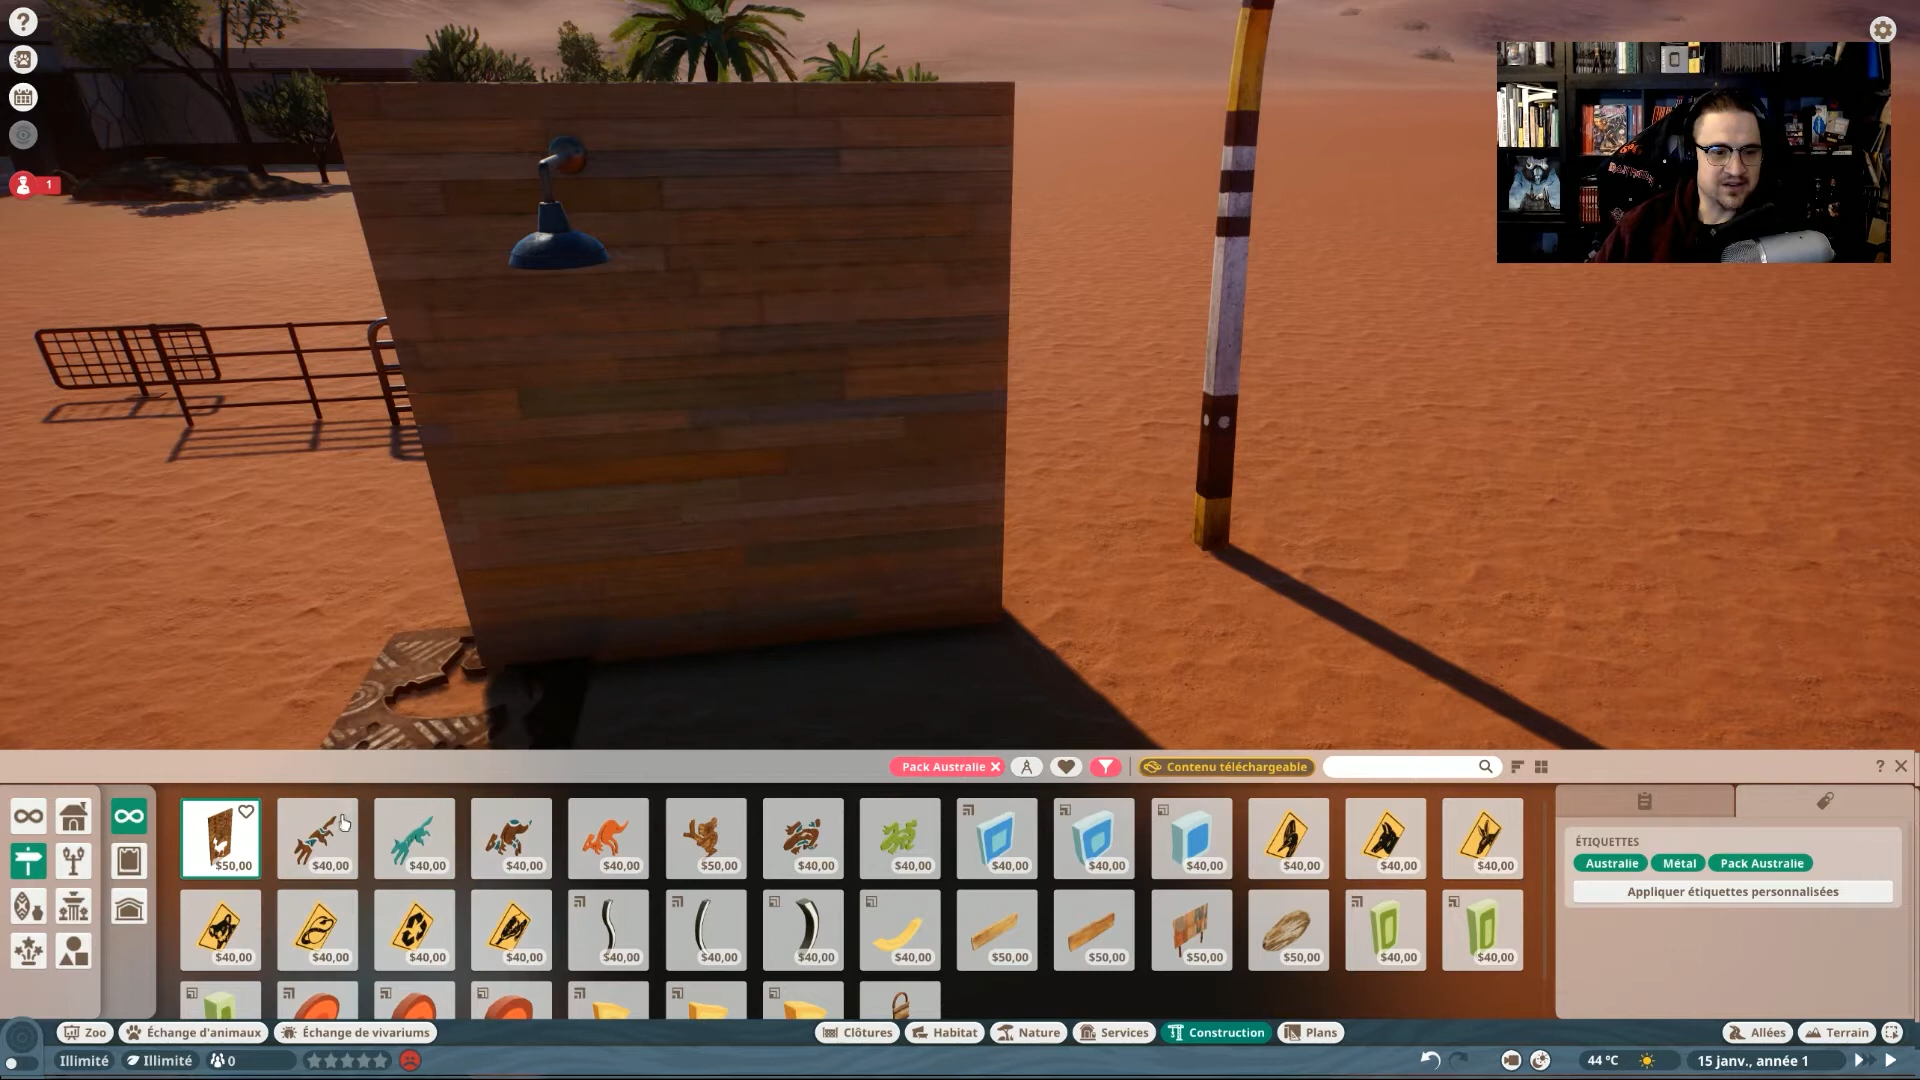 ?
1
Pack Australie ×
Contenu téléchargeable
?
$50,00 $40,00 $40,00 $40,00 $40,00 $50,00 $40,00 $40,00 $40,00 $40,00 $40,00 $40,00 $40,00 $40,00
$40,00 $40,00 $40,00 $40,00 $40,00 $40,00 $40,00 $40,00 $50,00 $50,00 $50,00 $50,00 $40,00 $40,00
ÉTIQUETTES
Australie Métal Pack Australie
Appliquer étiquettes personnalisées
Zoo Échange d'animaux Échange de vivariums Clôtures Habitat Nature Services Construction Plans Allées Terrain
Illimité Illimité 0 44 °C 15 janv., année 1